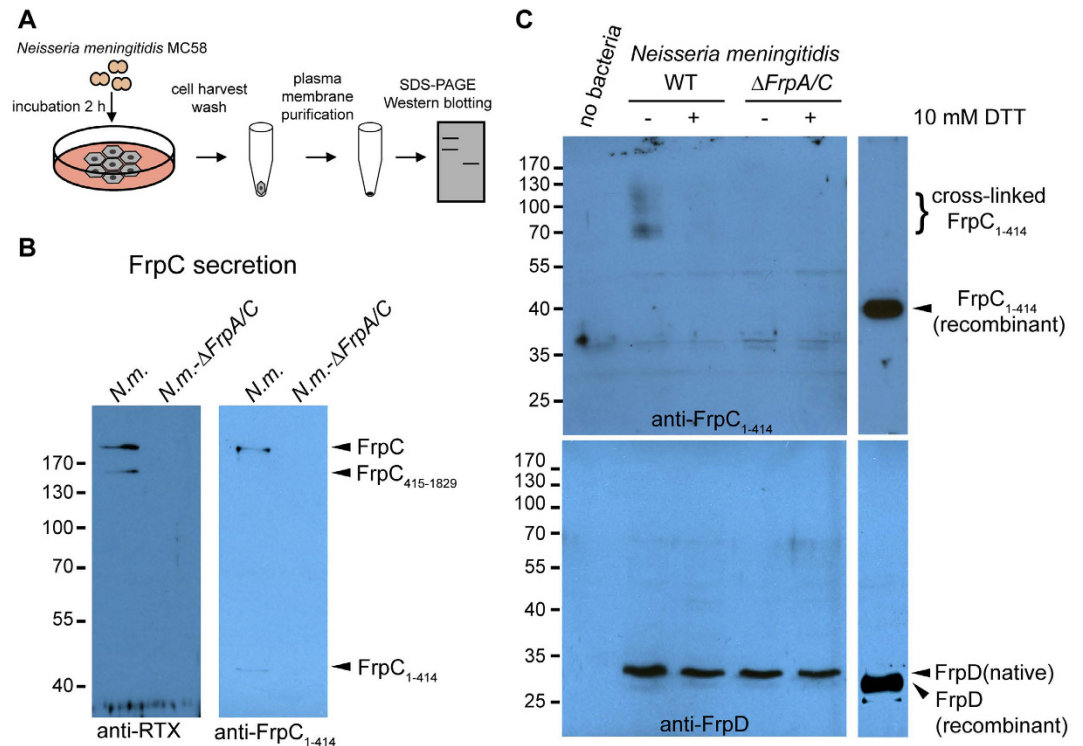 A
Neisseria meningitidis MC58
incubation 2 h
cell harvest
wash
plasma
membrane
purification
SDS-PAGE
Western blotting
B
FrpC secretion
N.m.
N.m.-ΔFrpA/C
N.m.
N.m.-ΔFrpA/C
170
130
100
70
55
40
FrpC
FrpC415-1829
FrpC1-414
anti-RTX
anti-FrpC1-414
C
no bacteria
Neisseria meningitidis
WT
ΔFrpA/C
- + - + 10 mM DTT
170
130
100
70
55
40
35
25
cross-linked
FrpC1-414
FrpC1-414
(recombinant)
anti-FrpC1-414
170
130
100
70
55
40
35
25
FrpD(native)
FrpD
(recombinant)
anti-FrpD